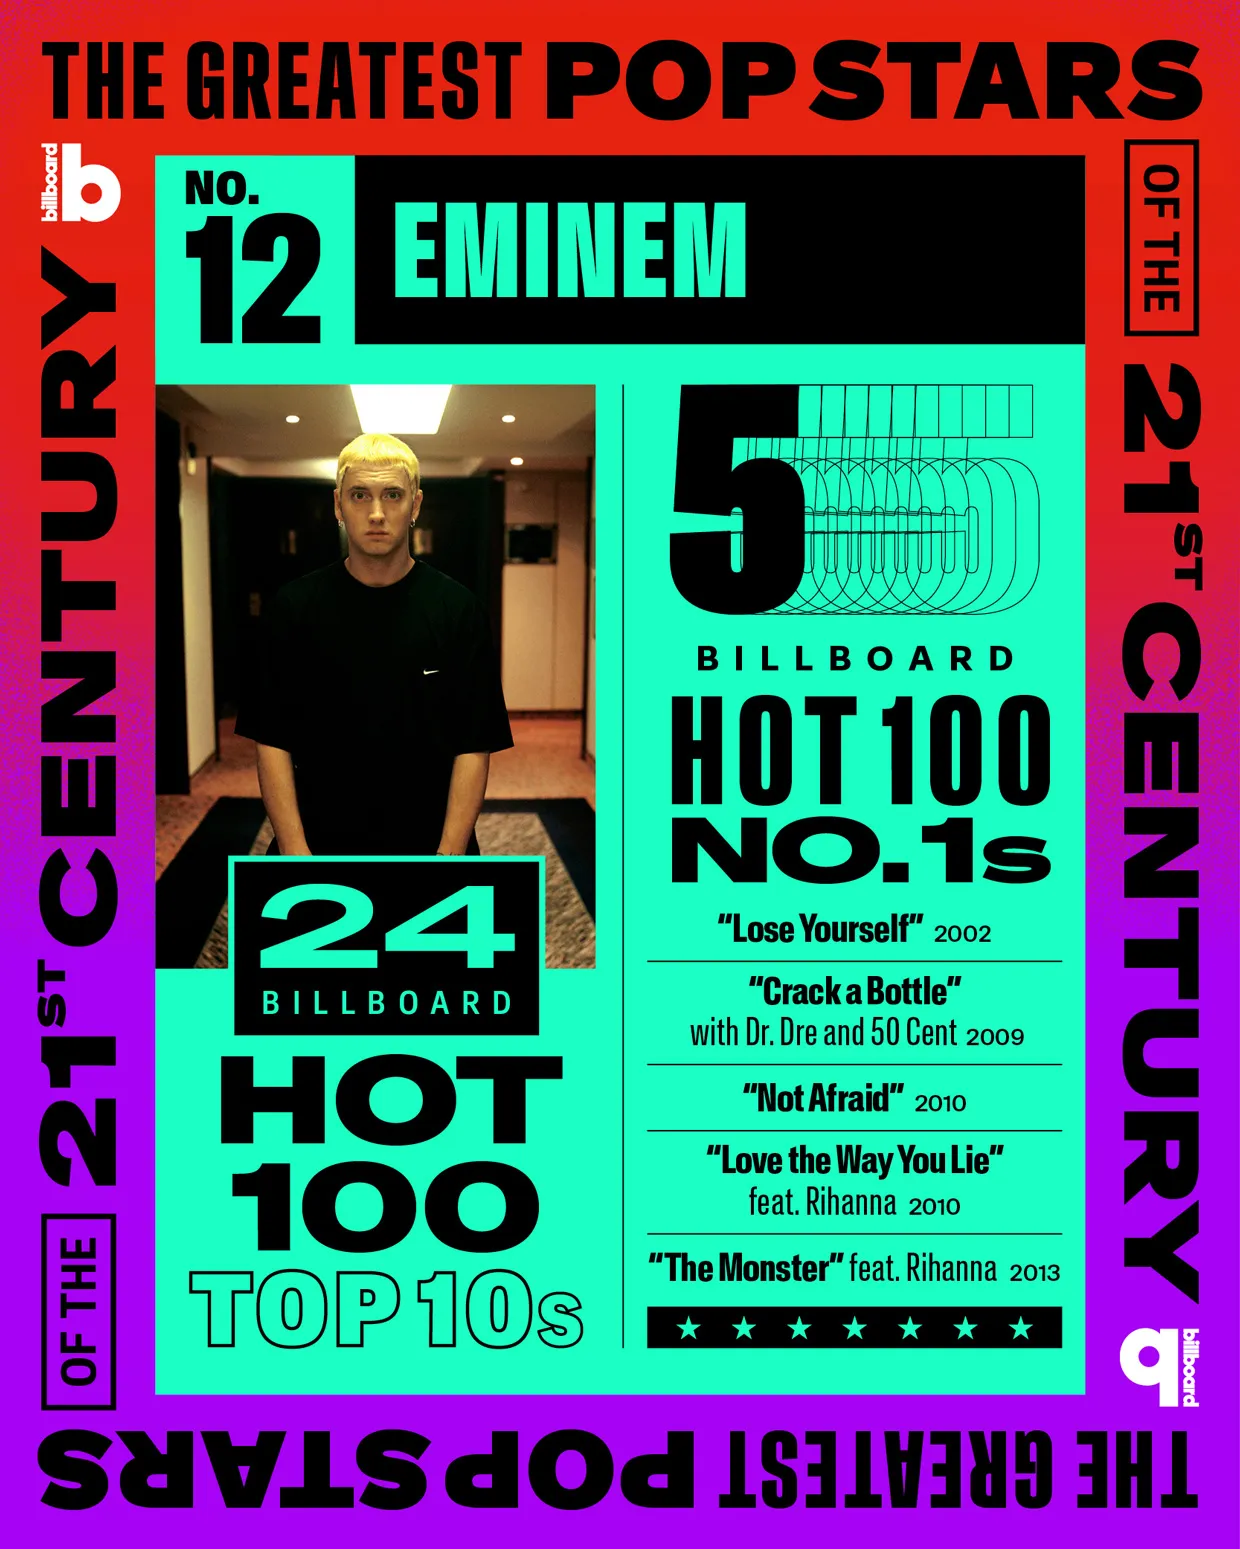 THE GREATEST POP STARS
OF THE
21ST CENTURY
billboard
b
NO.
12
EMINEM
24
BILLBOARD
HOT
100
TOP 10s
5
BILLBOARD
HOT 100
NO. 1s
“Lose Yourself” 2002
“Crack a Bottle”
with Dr. Dre and 50 Cent 2009
“Not Afraid” 2010
“Love the Way You Lie”
feat. Rihanna 2010
“The Monster” feat. Rihanna 2013
billboard
b
THE GREATEST POP STARS
OF THE
21ST CENTURY